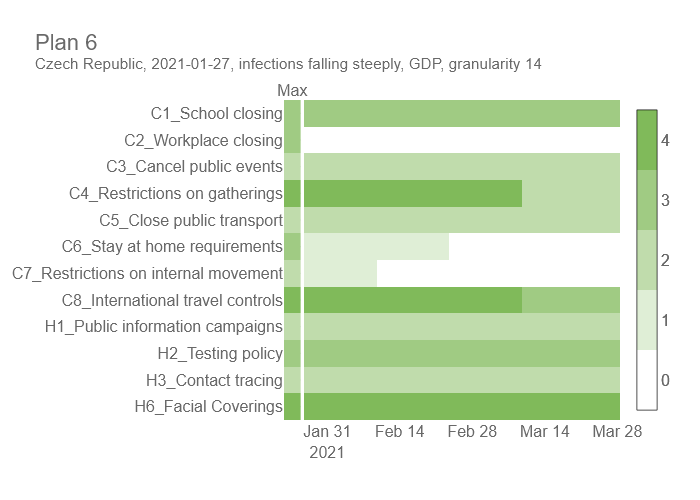 Plan 6
Czech Republic, 2021-01-27, infections falling steeply, GDP, granularity 14
Max
C1_School closing
C2_Workplace closing
C3_Cancel public events
C4_Restrictions on gatherings
C5_Close public transport
C6_Stay at home requirements
C7_Restrictions on internal movement
C8_International travel controls
H1_Public information campaigns
H2_Testing policy
H3_Contact tracing
H6_Facial Coverings
4
3
2
1
0
Jan 31 Feb 14 Feb 28 Mar 14 Mar 28
2021